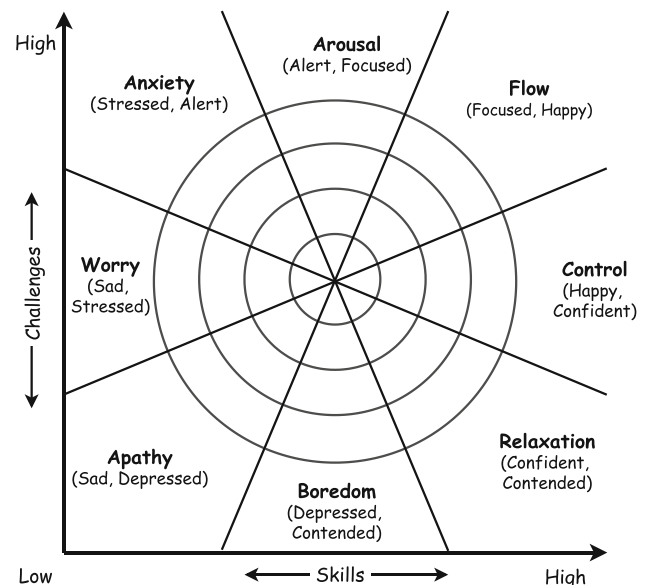 High
Arousal
(Alert, Focused)
Anxiety
(Stressed, Alert)
Flow
(Focused, Happy)
Challenges
Worry
(Sad,
Stressed)
Control
(Happy,
Confident)
Apathy
(Sad, Depressed)
Relaxation
(Confident,
Contended)
Boredom
(Depressed,
Contended)
Low
Skills
High